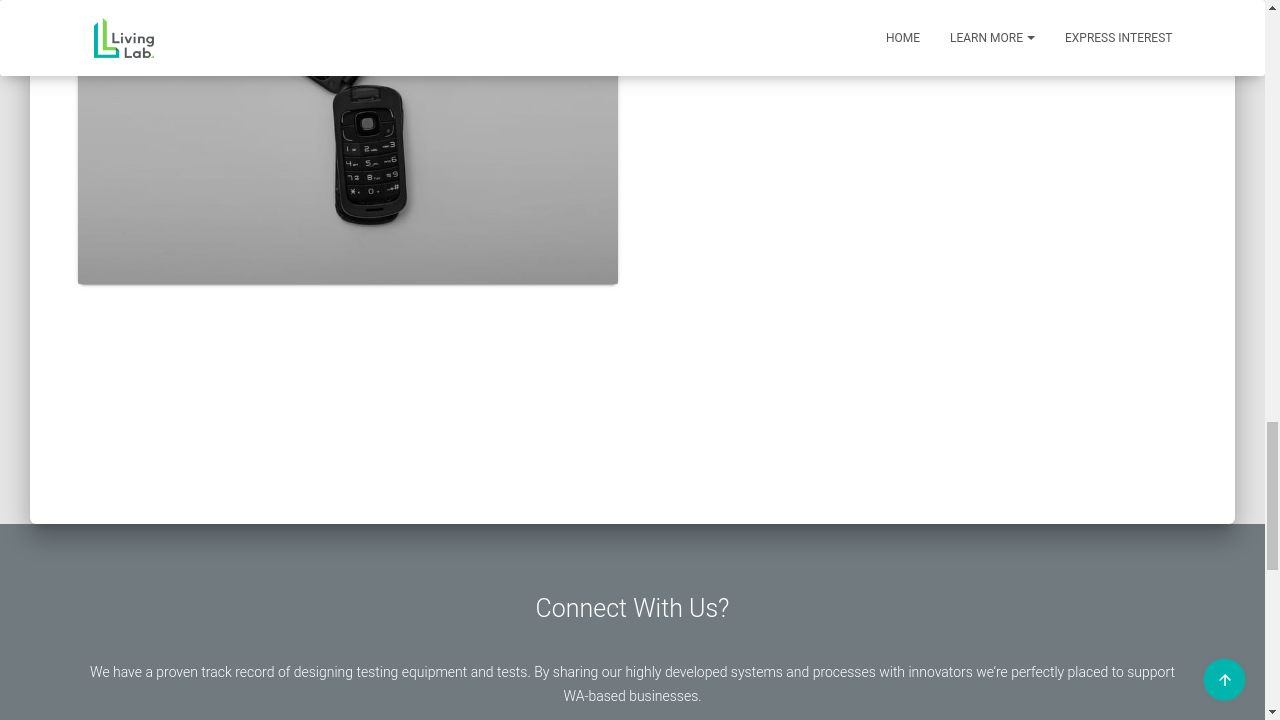 Living
Lab.
HOME
LEARN MORE
EXPRESS INTEREST
Connect With Us?
We have a proven track record of designing testing equipment and tests. By sharing our highly developed systems and processes with innovators we're perfectly placed to support
WA-based businesses.